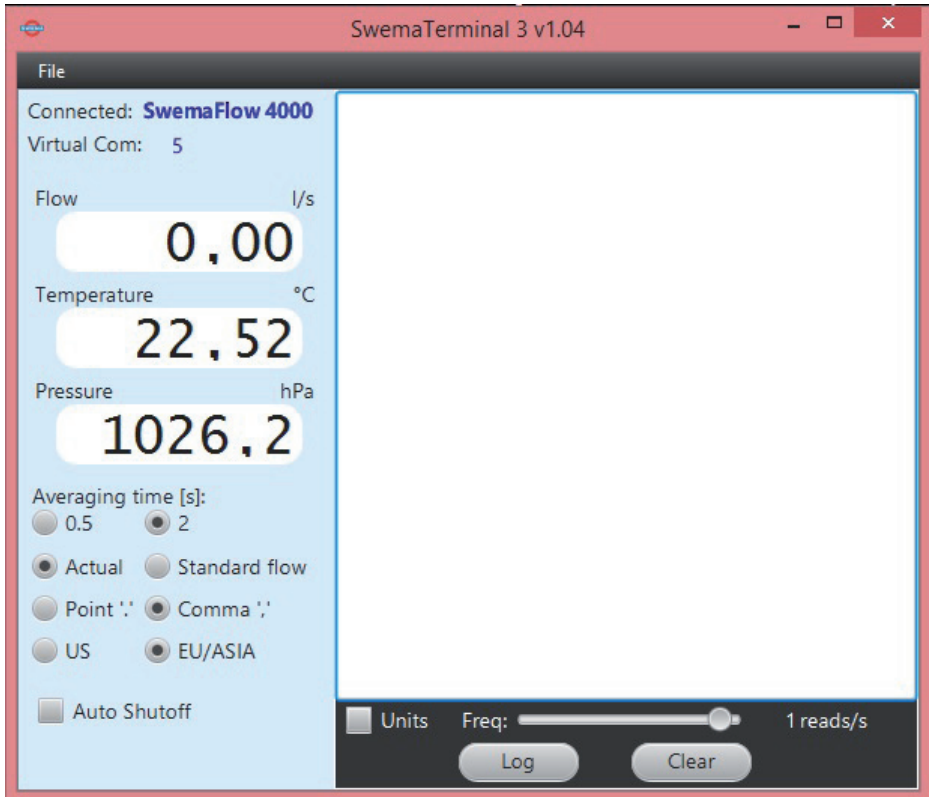 SwemaTerminal 3 v1.04
File
Connected: SwemaFlow 4000
Virtual Com: 5
Flow l/s
0,00
Temperature °C
22,52
Pressure hPa
1026,2
Averaging time [s]:
0.5 2
Actual Standard flow
Point '.' Comma ','
US EU/ASIA
Auto Shutoff
Units Freq: 1 reads/s
Log Clear